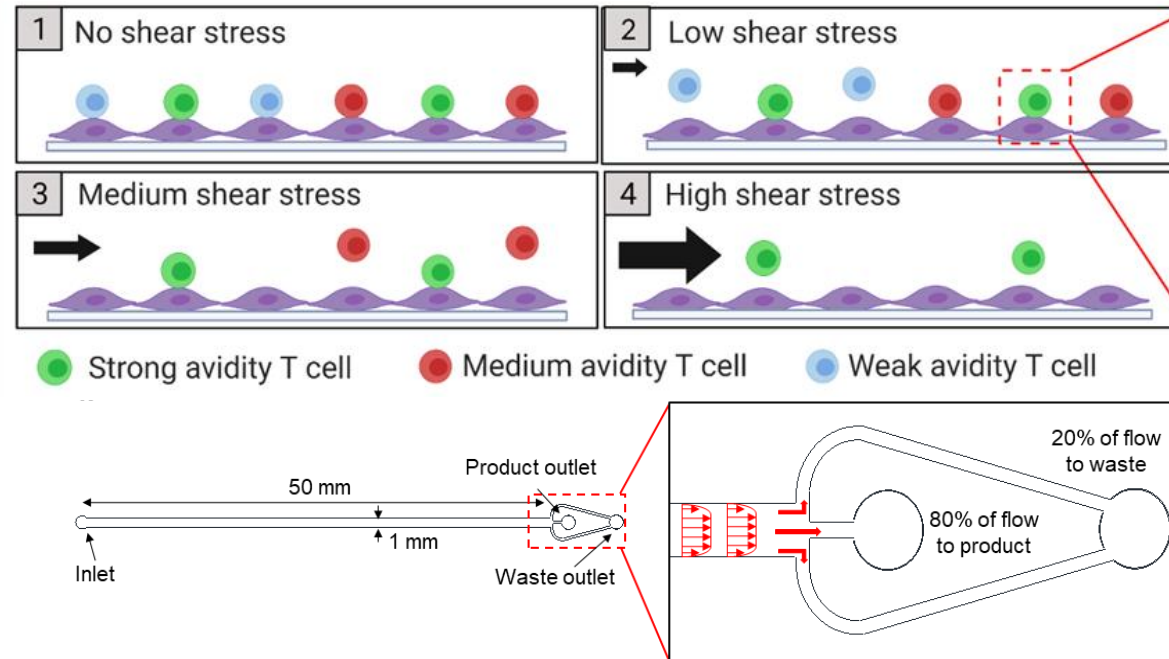 1 No shear stress
2 Low shear stress
3 Medium shear stress
4 High shear stress
Strong avidity T cell
Medium avidity T cell
Weak avidity T cell
50 mm
Product outlet
1 mm
Inlet
Waste outlet
20% of flow
to waste
80% of flow
to product